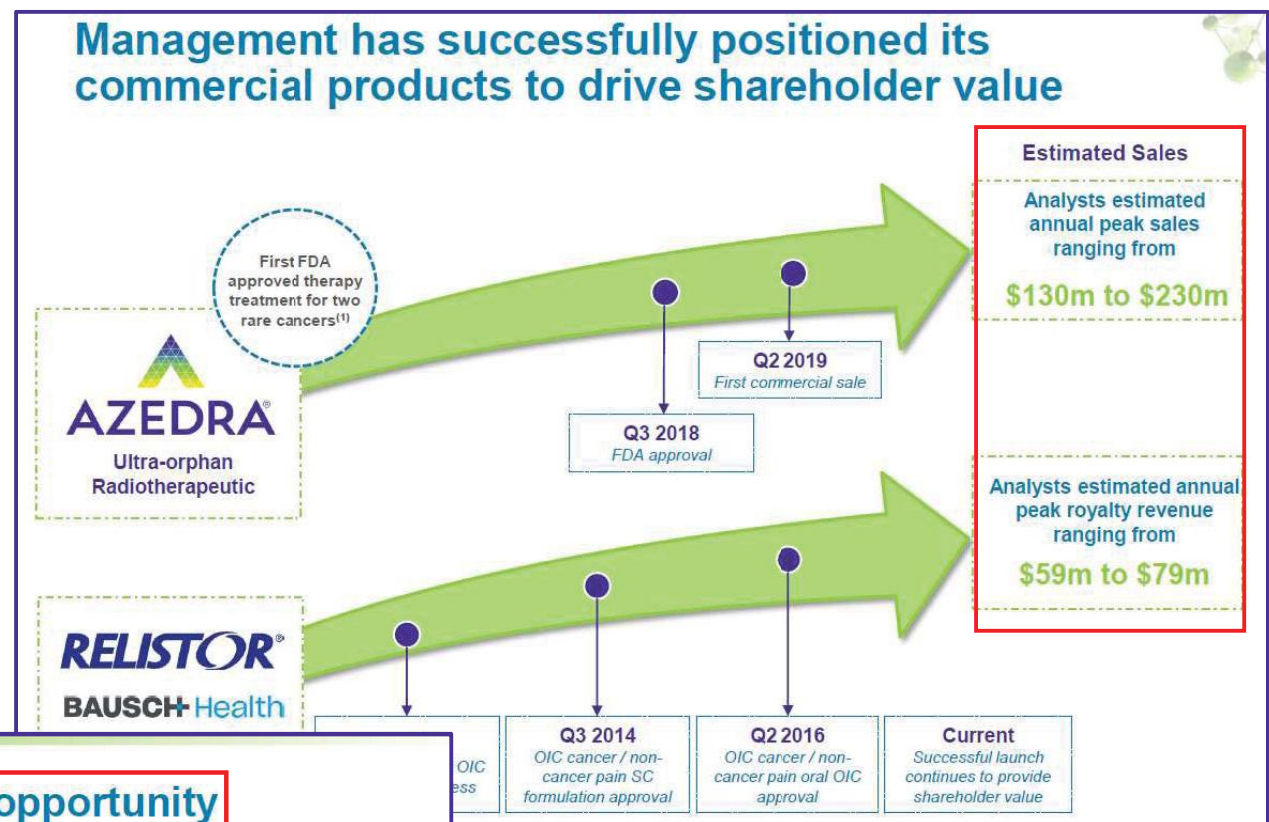 Management has successfully positioned its
commercial products to drive shareholder value
Estimated Sales
Analysts estimated
annual peak sales
ranging from
$130m to $230m
First FDA
approved therapy
treatment for two
rare cancers(1)
AZEDRA®
Ultra-orphan
Radiotherapeutic
Q2 2019
First commercial sale
Q3 2018
FDA approval
Analysts estimated annual
peak royalty revenue
ranging from
$59m to $79m
RELISTOR®
BAUSCH+Health
OIC
ess
Q3 2014
OIC cancer / non-
cancer pain SC
formulation approval
Q2 2016
OIC cancer / non-
cancer pain oral OIC
approval
Current
Successful launch
continues to provide
shareholder value
opportunity